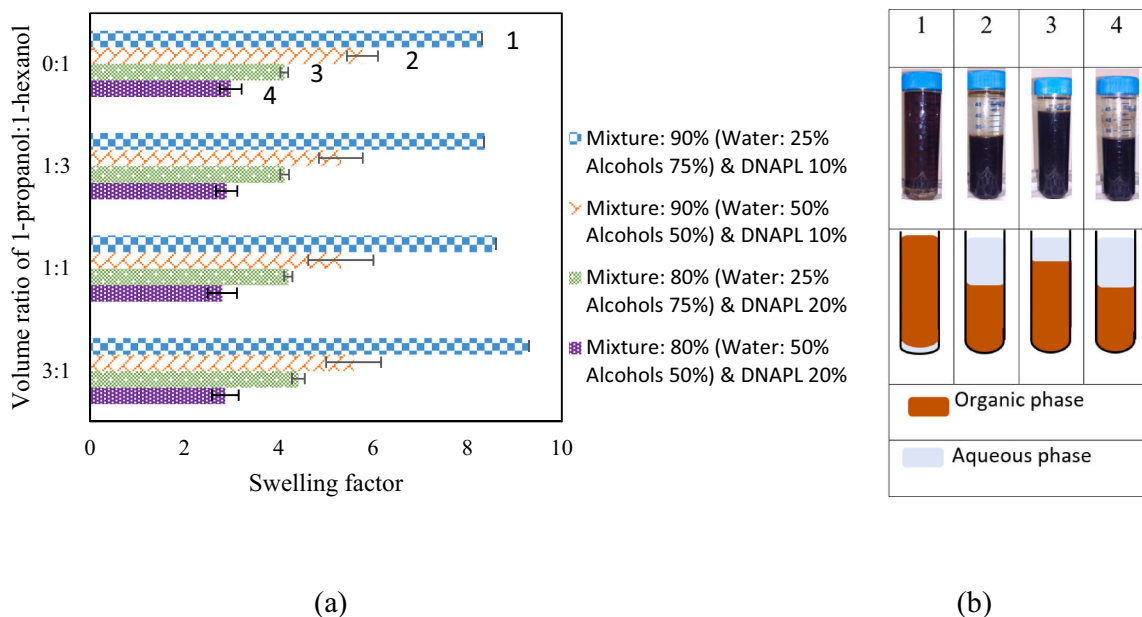 Volume ratio of 1-propanol:1-hexanol
0:1
1:3
1:1
3:1
1
2
3
4
0 2 4 6 8 10
Swelling factor
Mixture: 90% (Water: 25%
Alcohols 75%) & DNAPL 10%
Mixture: 90% (Water: 50%
Alcohols 50%) & DNAPL 10%
Mixture: 80% (Water: 25%
Alcohols 75%) & DNAPL 20%
Mixture: 80% (Water: 50%
Alcohols 50%) & DNAPL 20%
(a)
1 2 3 4
Organic phase
Aqueous phase
(b)